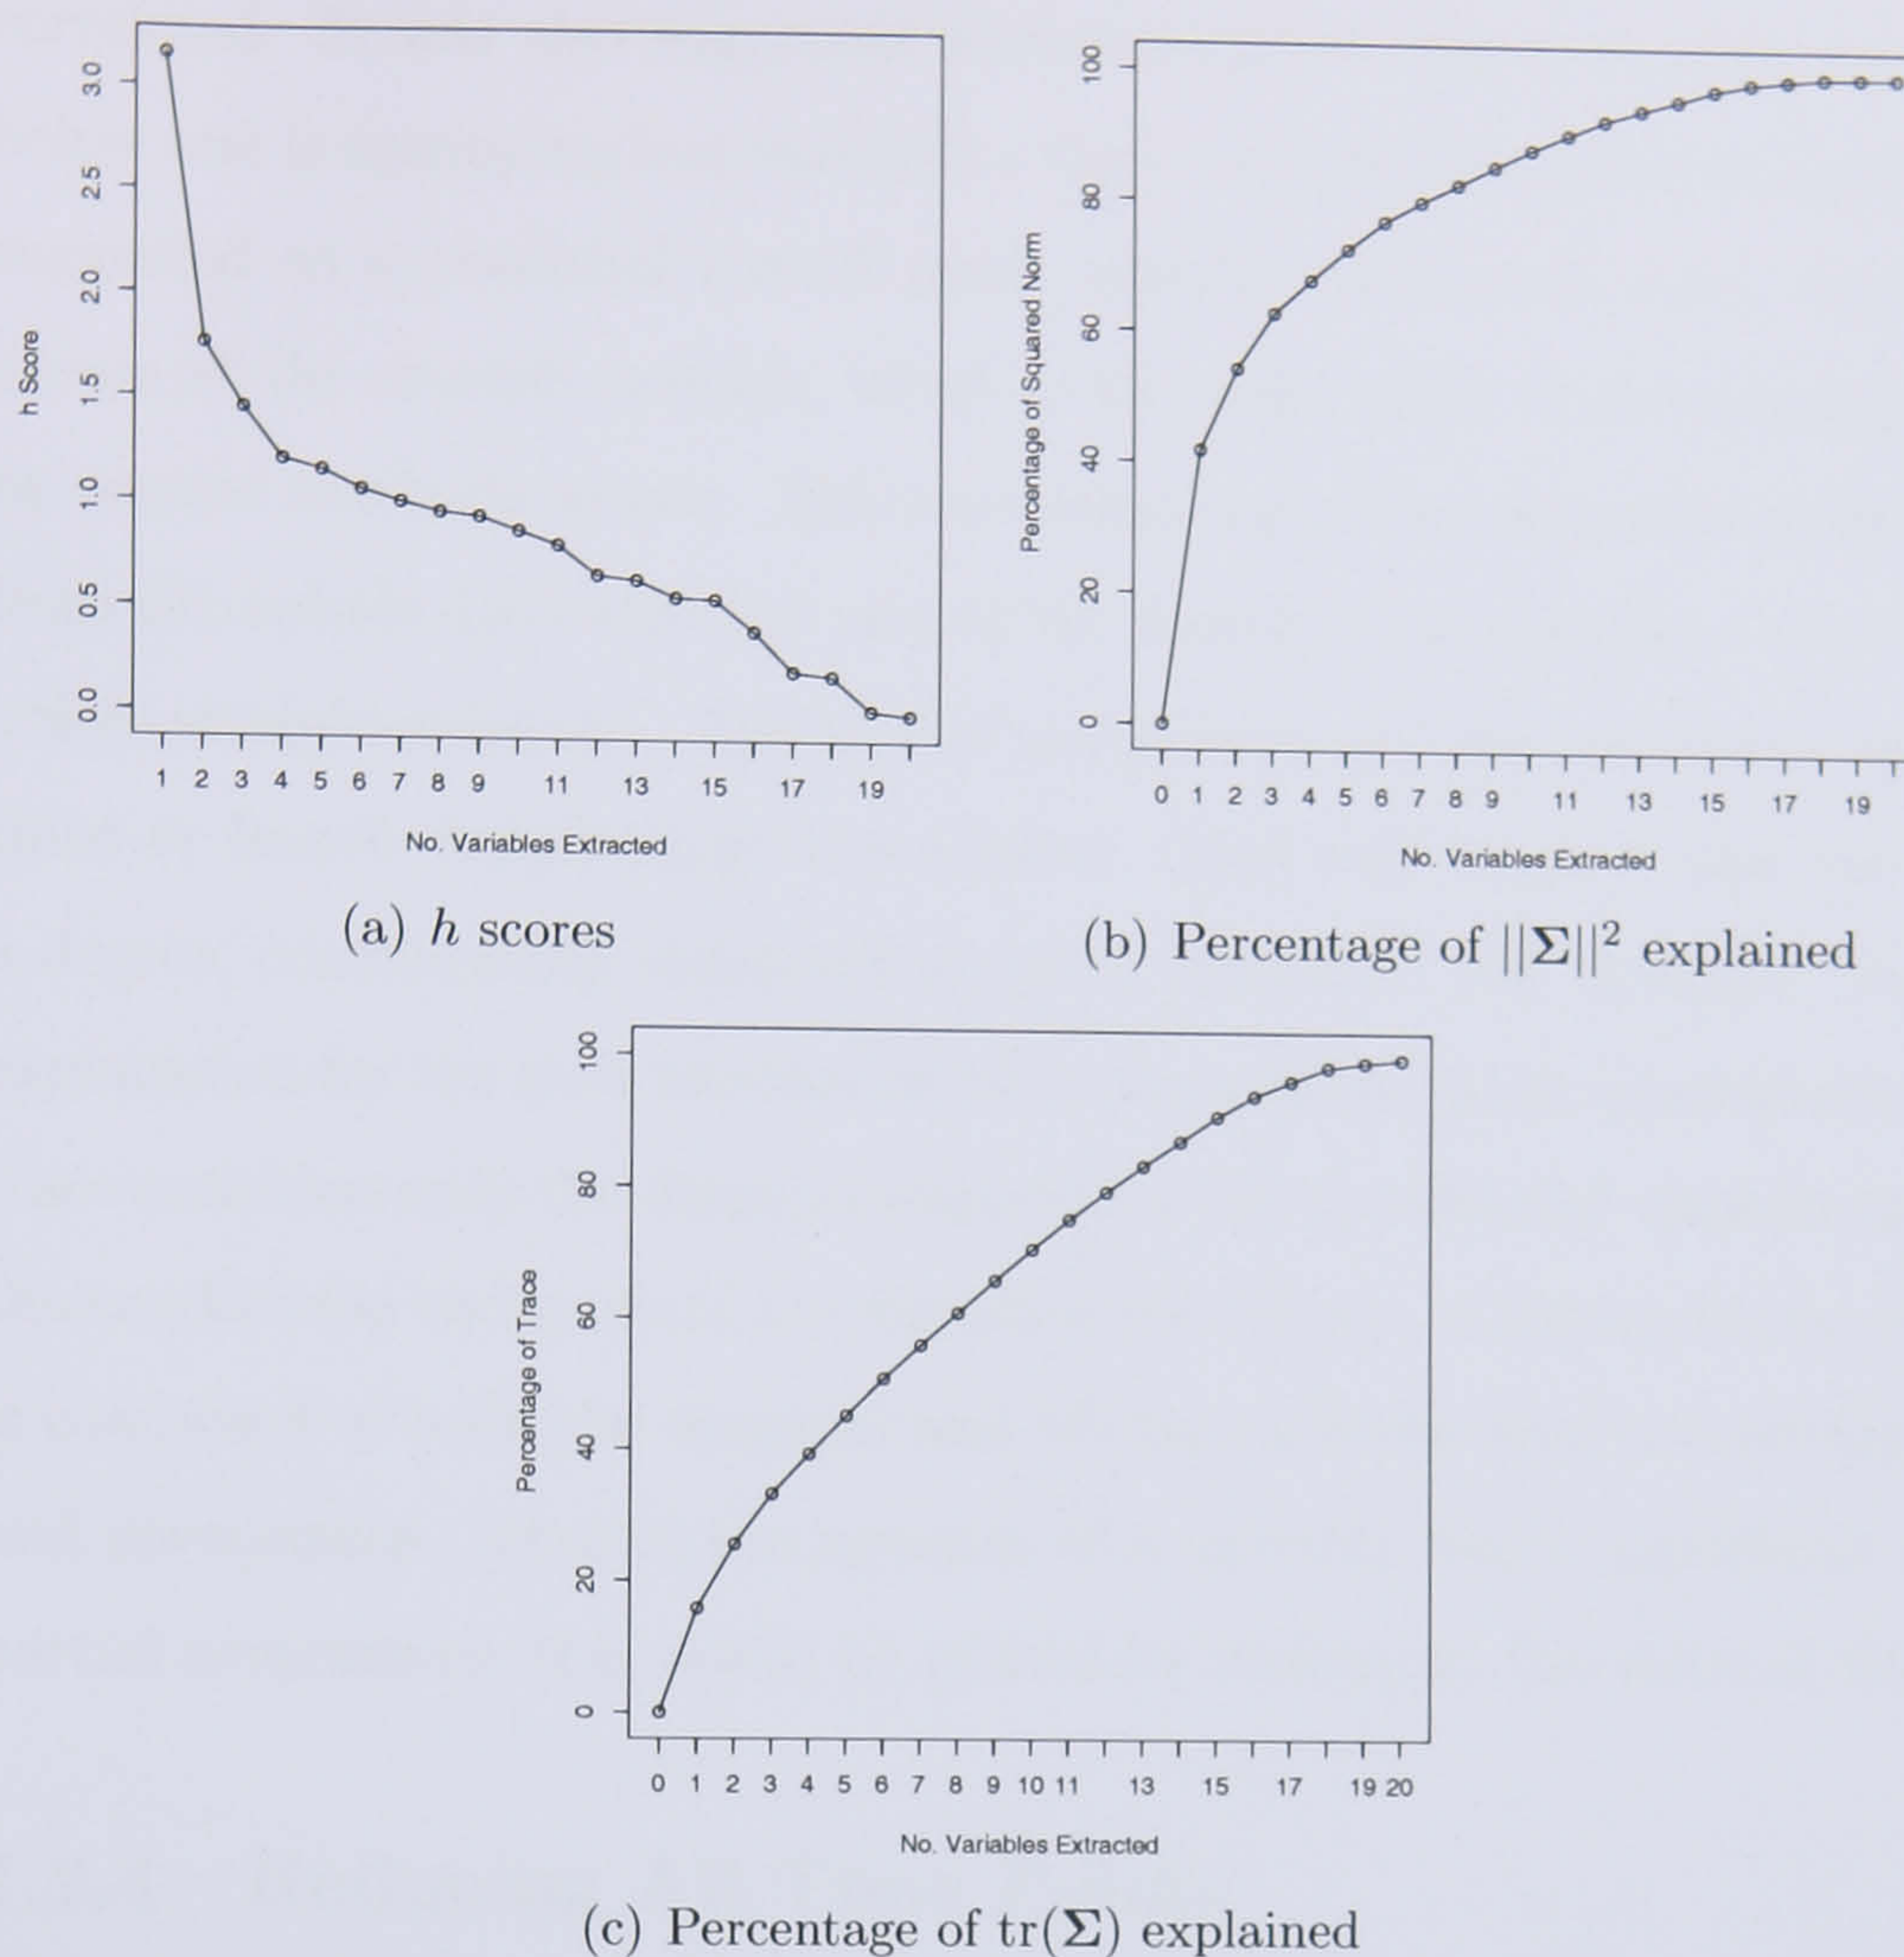 h Score
3.0
2.5
2.0
1.5
1.0
0.5
0.0
1 2 3 4 5 6 7 8 9 11 13 15 17 19
No. Variables Extracted
(a) h scores
Percentage of Squared Norm
100
80
60
40
20
0
0 1 2 3 4 5 6 7 8 9 11 13 15 17 19
No. Variables Extracted
(b) Percentage of ||Σ||² explained
Percentage of Trace
100
80
60
40
20
0
0 1 2 3 4 5 6 7 8 9 10 11 13 15 17 19 20
No. Variables Extracted
(c) Percentage of tr(Σ) explained